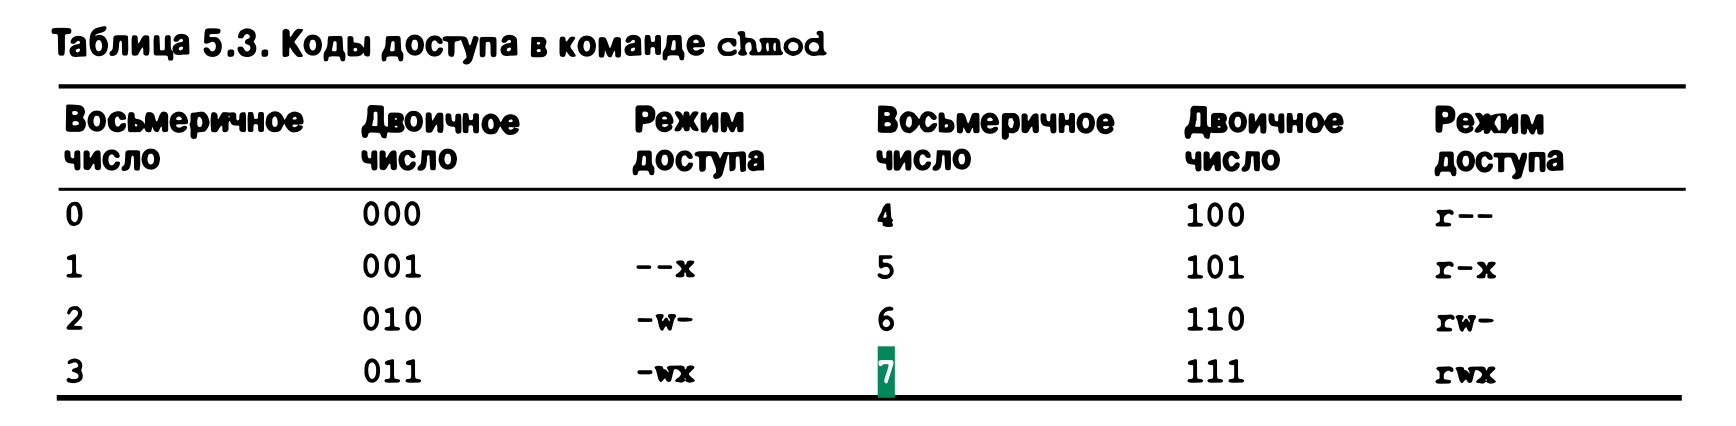 Таблица 5.3. Коды доступа в команде chmod
Восьмеричное число Двоичное число Режим доступа Восьмеричное число Двоичное число Режим доступа
0 000 4 100 r--
1 001 --x 5 101 r-x
2 010 -w- 6 110 rw-
3 011 -wx 7 111 rwx